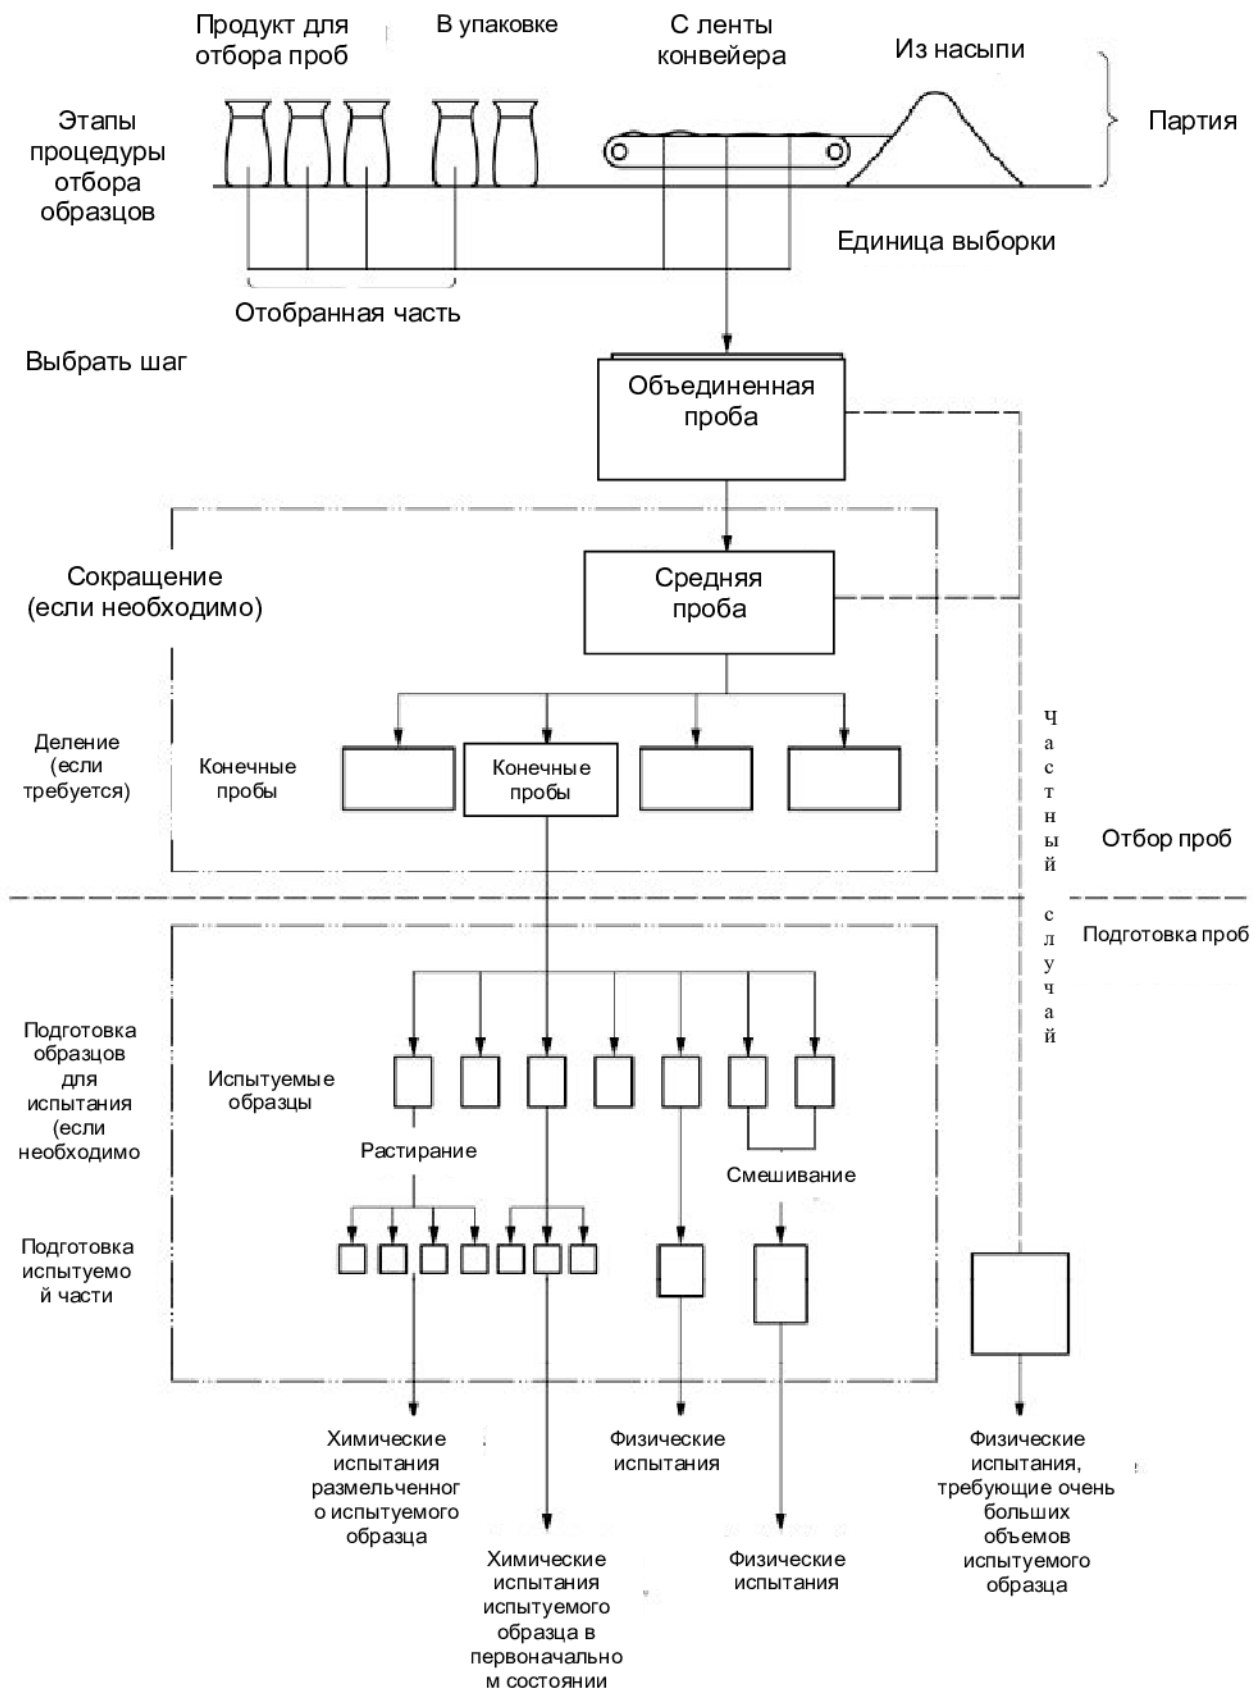 Продукт для
отбора проб
В упаковке
С ленты
конвейера
Из насыпи
Партия
Этапы
процедуры
отбора
образцов
Единица выборки
Отобранная часть
Выбрать шаг
Объединенная
проба
Сокращение
(если необходимо)
Средняя
проба
Деление
(если
требуется)
Конечные
пробы
Конечные
пробы
Частный
случай
Отбор проб
Подготовка проб
Подготовка
образцов
для
испытания
(если
необходимо
Испытуемые
образцы
Растирание
Смешивание
Подготовка
испытуемо
й части
Химические
испытания
размельченног
о испытуемого
образца
Химические
испытания
испытуемого
образца в
первоначально
м состоянии
Физические
испытания
Физические
испытания
Физические
испытания,
требующие очень
больших
объемов
испытуемого
образца